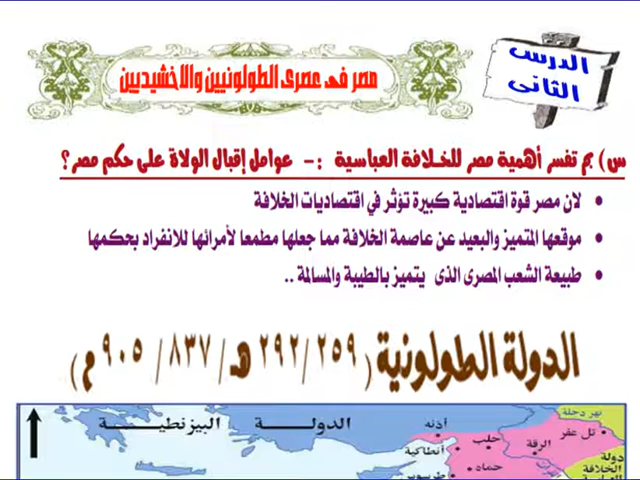 الدرس
الثانى
مصر فى عصرى الطولونيين والاخشيديين
س) بم تفسر أهمية مصر للخلافة العباسية :- عوامل إقبال الولاة على حكم مصر؟
• لان مصر قوة اقتصادية كبيرة تؤثر في اقتصاديات الخلافة
• موقعها المتميز والبعيد عن عاصمة الخلافة مما جعلها مطمعا لأمرائها للانفراد بحكمها
• طبيعة الشعب المصرى الذى يتميز بالطيبة والمسالمة ..
الدولة الطولونية (٢٥٩/ ٢٩٢ هـ/ ٨٣٧/ ٩٠٥ م)
الدولة البيزنطية
نهر دجلة
أذنه
تل عفر
حلب
الرقة
أنطاكية
دولة
الخلافة
حماه
طرسوس